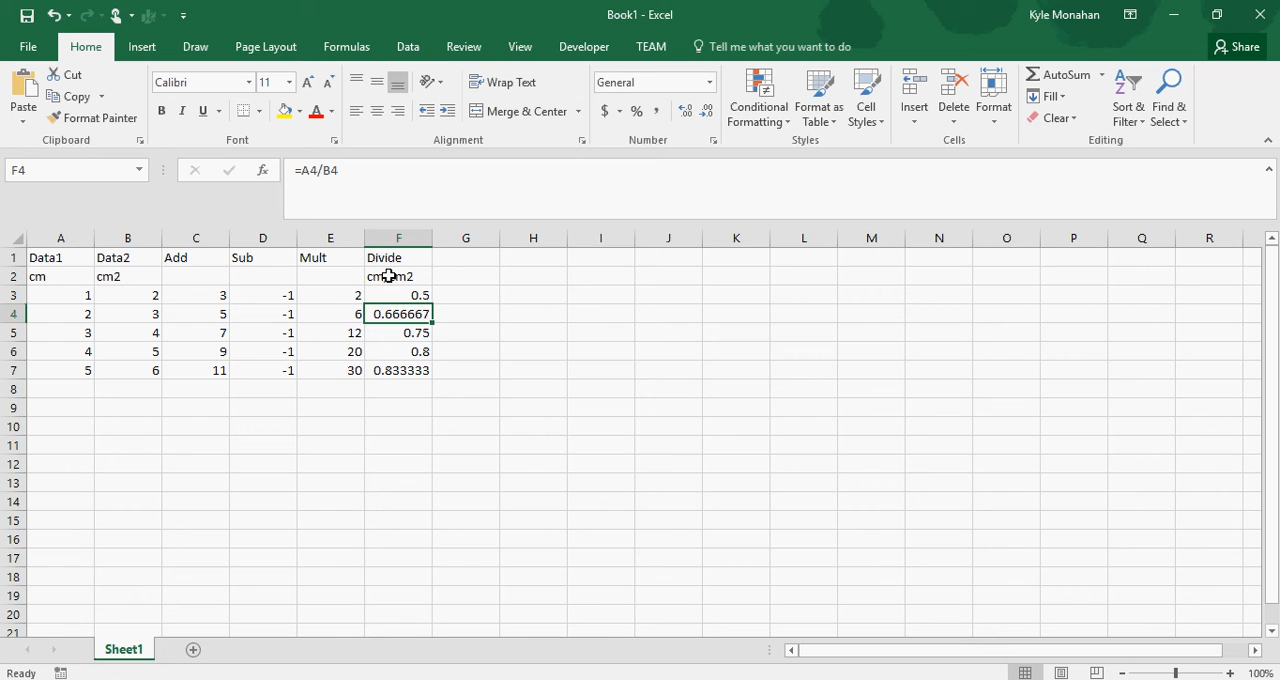 Book1 - Excel
Kyle Monahan
File Home Insert Draw Page Layout Formulas Data Review View Developer TEAM Tell me what you want to do Share
Paste
Cut
Copy
Format Painter
Clipboard
Calibri 11
B I U A
Font
Wrap Text
Merge & Center
Alignment
General
$ % ,
Number
Conditional Formatting
Format as Table
Cell Styles
Styles
Insert
Delete
Format
Cells
AutoSum
Fill
Clear
Sort & Filter
Find & Select
Editing
F4 fx =A4/B4
A B C D E F G H I J K L M N O P Q R
1 Data1 Data2 Add Sub Mult Divide
2 cm cm2
3 1 2 3 -1 2 0.5
4 2 3 5 -1 6 0.666667
5 3 4 7 -1 12 0.75
6 4 5 9 -1 20 0.8
7 5 6 11 -1 30 0.833333
8
9
10
11
12
13
14
15
16
17
18
19
20
21
Sheet1
Ready
100%